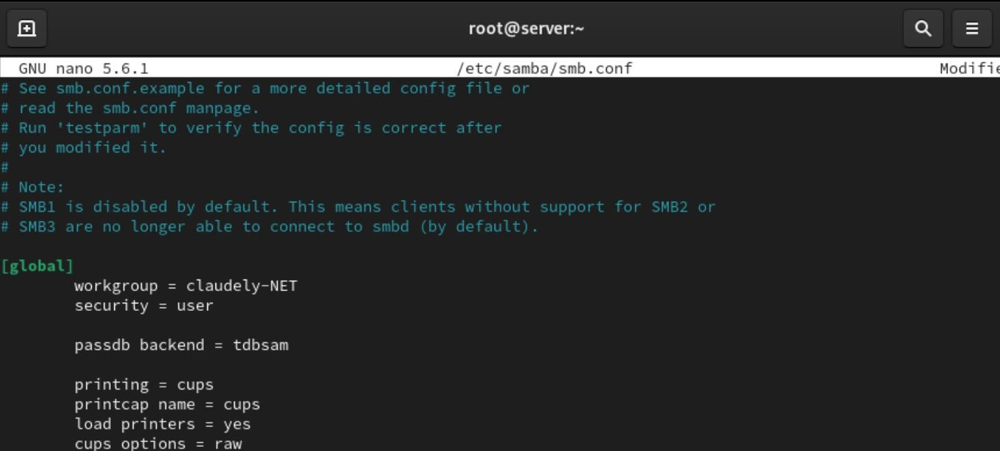 root@server:~
GNU nano 5.6.1 /etc/samba/smb.conf Modifie
# See smb.conf.example for a more detailed config file or
# read the smb.conf manpage.
# Run 'testparm' to verify the config is correct after
# you modified it.
#
# Note:
# SMB1 is disabled by default. This means clients without support for SMB2 or
# SMB3 are no longer able to connect to smbd (by default).
[global]
workgroup = claudely-NET
security = user
passdb backend = tdbsam
printing = cups
printcap name = cups
load printers = yes
cups options = raw